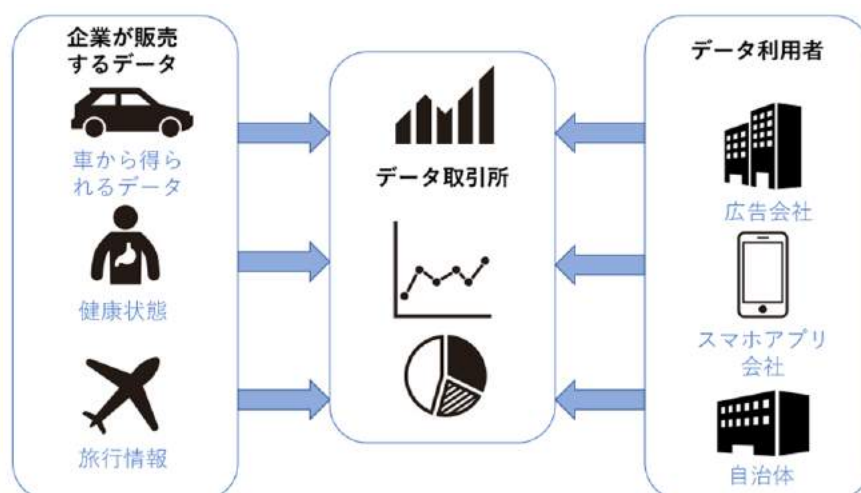 企業が販売
するデータ
車から得ら
れるデータ
健康状態
旅行情報
データ取引所
データ利用者
広告会社
スマホアプリ
会社
自治体